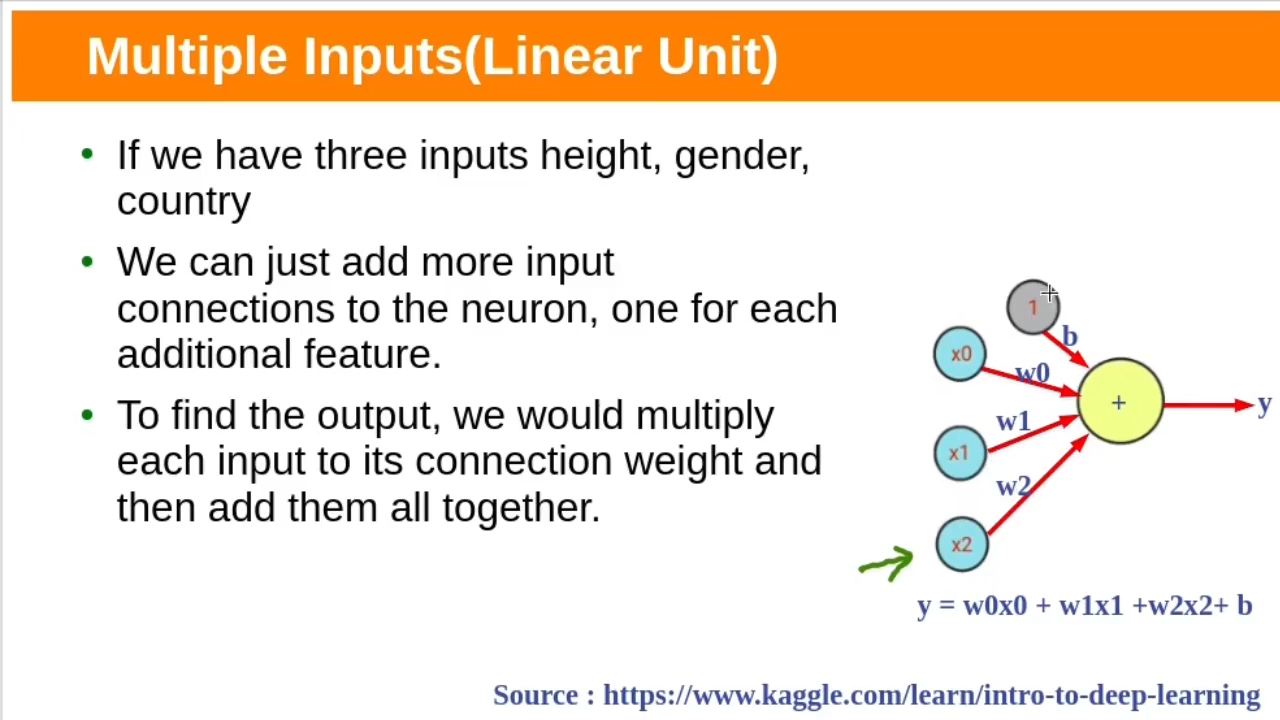 Multiple Inputs(Linear Unit)
If we have three inputs height, gender,
country
We can just add more input
connections to the neuron, one for each
additional feature.
To find the output, we would multiply
each input to its connection weight and
then add them all together.
1
b
x0
w0
+
y
w1
x1
w2
x2
y = w0x0 + w1x1 +w2x2+ b
Source : https://www.kaggle.com/learn/intro-to-deep-learning